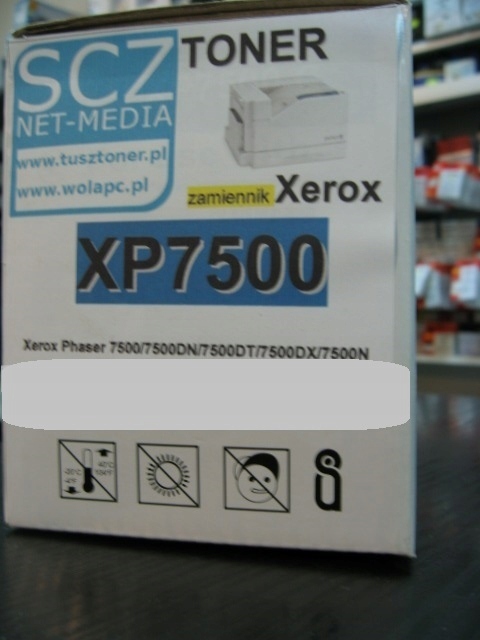 SCZ
NET-MEDIA
www.tusztoner.pl
www.wolapc.pl
TONER
zamiennik Xerox
XP7500
Xerox Phaser 7500/7500DN/7500DT/7500DX/7500N